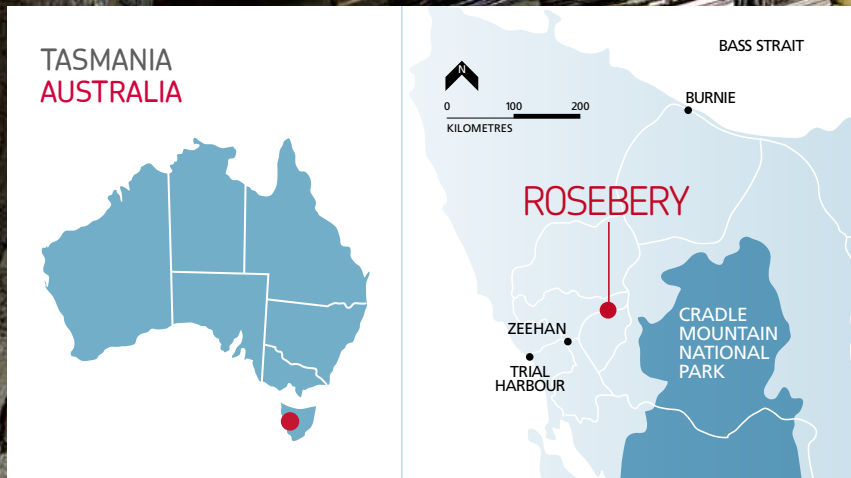 TASMANIA
AUSTRALIA
BASS STRAIT
N
0 100 200
KILOMETRES
BURNIE
ROSEBERY
CRADLE
MOUNTAIN
NATIONAL
PARK
ZEEHAN
TRIAL
HARBOUR